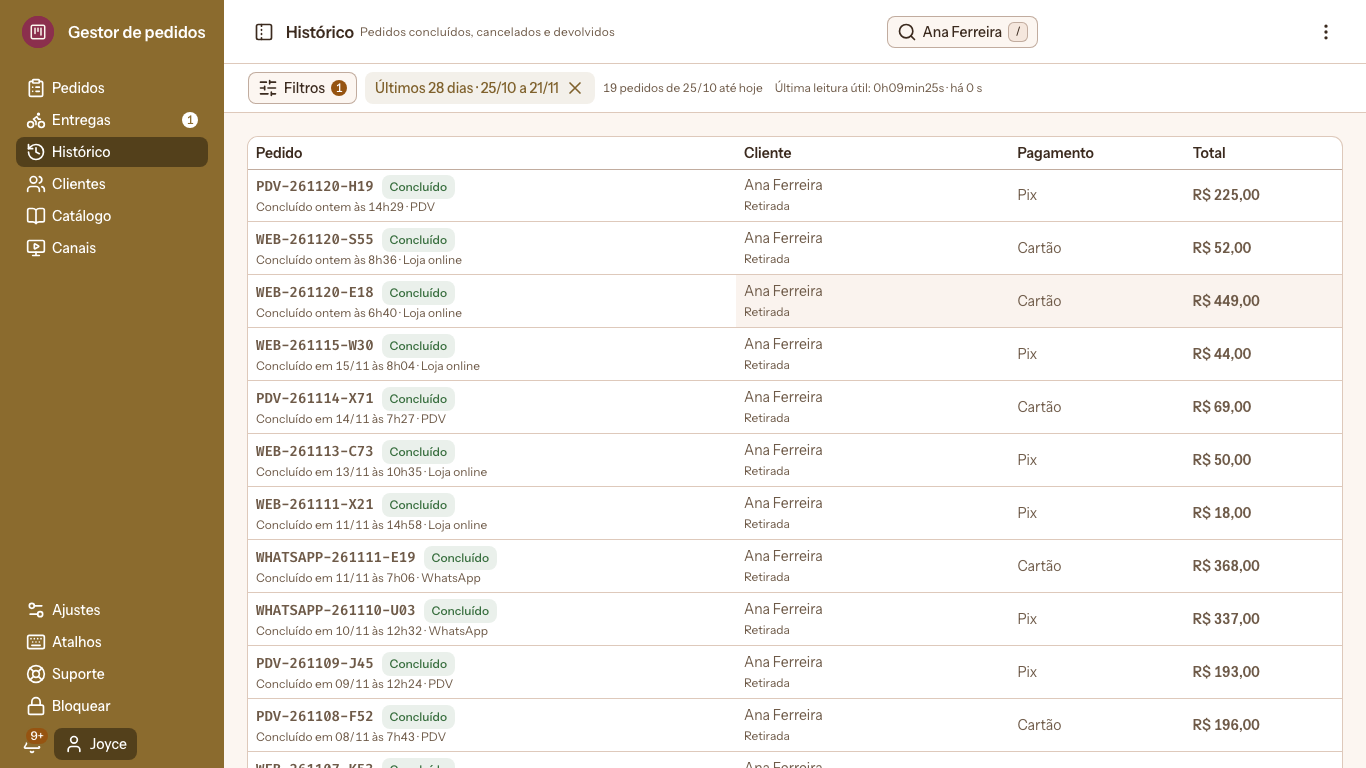 Gestor de pedidos
Histórico Pedidos concluídos, cancelados e devolvidos
Ana Ferreira /
Pedidos
Entregas 1
Histórico
Clientes
Catálogo
Canais
Ajustes
Atalhos
Suporte
Bloquear
9+
Joyce
Filtros 1
Últimos 28 dias · 25/10 a 21/11
19 pedidos de 25/10 até hoje
Última leitura útil: 0h09min25s · há 0 s
Pedido Cliente Pagamento Total
PDV-261120-H19 Concluído Ana Ferreira Pix R$ 225,00
Concluído ontem às 14h29 · PDV Retirada
WEB-261120-S55 Concluído Ana Ferreira Cartão R$ 52,00
Concluído ontem às 8h36 · Loja online Retirada
WEB-261120-E18 Concluído Ana Ferreira Cartão R$ 449,00
Concluído ontem às 6h40 · Loja online Retirada
WEB-261115-W30 Concluído Ana Ferreira Pix R$ 44,00
Concluído em 15/11 às 8h04 · Loja online Retirada
PDV-261114-X71 Concluído Ana Ferreira Cartão R$ 69,00
Concluído em 14/11 às 7h27 · PDV Retirada
WEB-261113-C73 Concluído Ana Ferreira Pix R$ 50,00
Concluído em 13/11 às 10h35 · Loja online Retirada
WEB-261111-X21 Concluído Ana Ferreira Pix R$ 18,00
Concluído em 11/11 às 14h58 · Loja online Retirada
WHATSAPP-261111-E19 Concluído Ana Ferreira Cartão R$ 368,00
Concluído em 11/11 às 7h06 · WhatsApp Retirada
WHATSAPP-261110-U03 Concluído Ana Ferreira Pix R$ 337,00
Concluído em 10/11 às 12h32 · WhatsApp Retirada
PDV-261109-J45 Concluído Ana Ferreira Pix R$ 193,00
Concluído em 09/11 às 12h24 · PDV Retirada
PDV-261108-F52 Concluído Ana Ferreira Cartão R$ 196,00
Concluído em 08/11 às 7h43 · PDV Retirada
Concluído Ana Ferreira